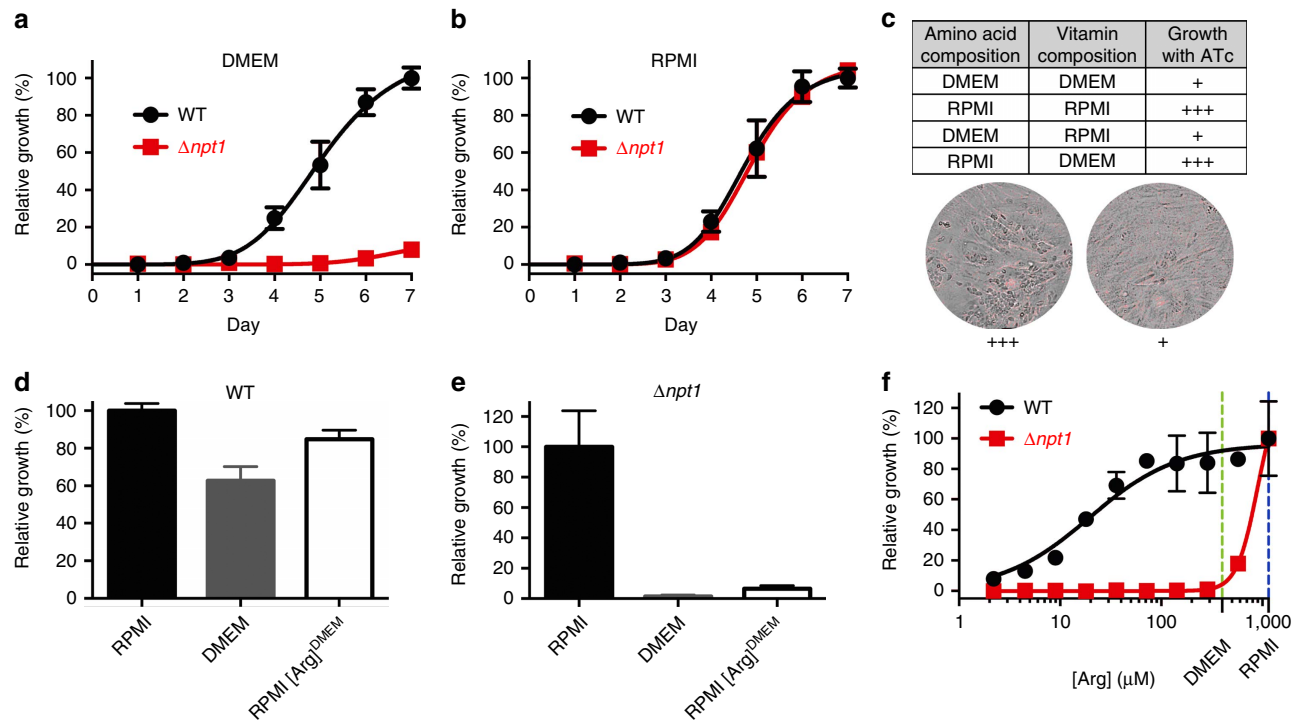 a
DMEM
Relative growth (%)
100
80
60
40
20
0
WT
Δnpt1
0 1 2 3 4 5 6 7
Day
b
RPMI
Relative growth (%)
100
80
60
40
20
0
WT
Δnpt1
0 1 2 3 4 5 6 7
Day
c
Amino acid composition Vitamin composition Growth with ATc
DMEM DMEM +
RPMI RPMI +++
DMEM RPMI +
RPMI DMEM +++
+++ +
d
WT
Relative growth (%)
100
80
60
40
20
0
RPMI
DMEM
RPMI [Arg]^DMEM
e
Δnpt1
Relative growth (%)
120
100
80
60
40
20
0
RPMI
DMEM
RPMI [Arg]^DMEM
f
WT
Δnpt1
Relative growth (%)
120
100
80
60
40
20
0
1 10 100 1,000
[Arg] (μM)
DMEM
RPMI